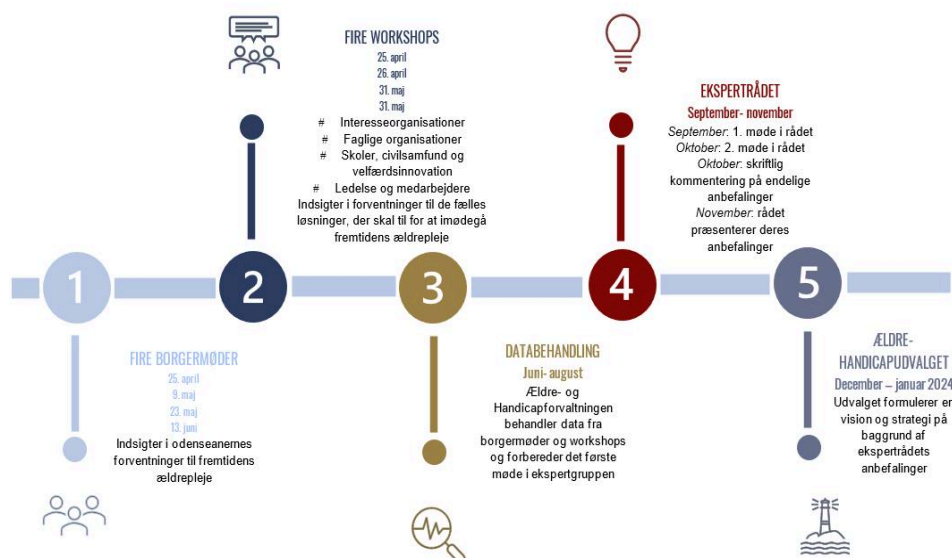 FIRE WORKSHOPS
25. april
26. april
31. maj
31. maj
# Interesseorganisationer
# Faglige organisationer
# Skoler, civilsamfund og
velfærdsinnovation
# Ledelse og medarbejdere
Indsigter i forventninger til de fælles
løsninger, der skal til for at imødegå
fremtidens ældrepleje
EKSPERTRÅDET
September- november
September: 1. møde i rådet
Oktober: 2. møde i rådet
Oktober: skriftlig
kommentering på endelige
anbefalinger
November: rådet
præsenterer deres
anbefalinger
1
2
3
4
5
FIRE BORGERMØDER
25. april
9. maj
23. maj
13. juni
Indsigter i odenseanernes
forventninger til fremtidens
ældrepleje
DATABEHANDLING
Juni- august
Ældre- og
Handicapforvaltningen
behandler data fra
borgermøder og workshops
og forbereder det første
møde i ekspertgruppen
ÆLDRE-
HANDICAPUDVALGET
December – januar 2024
Udvalget formulerer en
vision og strategi på
baggrund af
ekspertrådets
anbefalinger